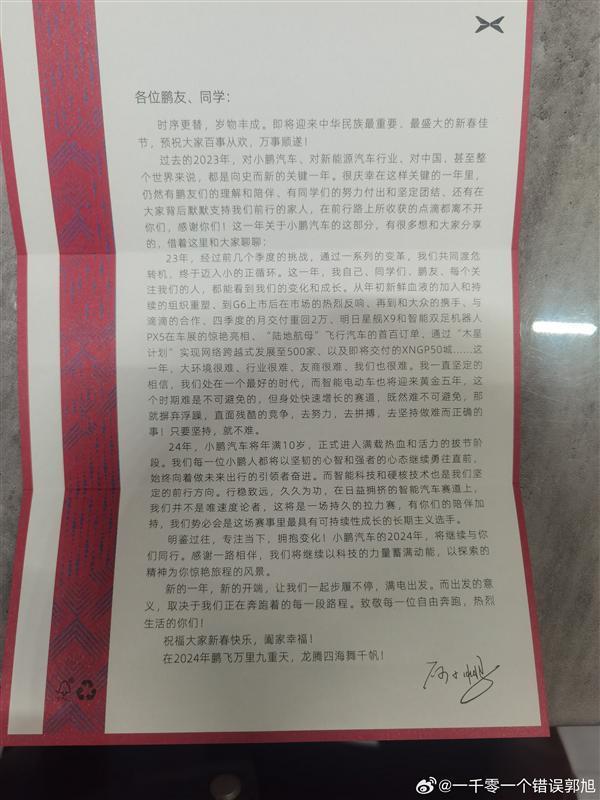 各位鹏友、同学：
时序更替，岁物丰成。即将迎来中华民族最重要、最盛大的新春佳
节，预祝大家百事从欢，万事顺遂！
过去的2023年，对小鹏汽车、对新能源汽车行业、对中国、甚至整
个世界来说，都是向史而新的关键一年。很庆幸在这样关键的一年里，
仍然有鹏友们的理解和陪伴、有同学们的努力付出和坚定团结、还有在
大家背后默默支持我们前行的家人，在前行路上所收获的点滴都离不开
你们，感谢你们！这一年关于小鹏汽车的这部分，有很多想和大家分享
的，借着这里和大家聊聊：
23年，经过前几个季度的挑战，通过一系列的变革，我们共同渡危
转机，终于迈入小的正循环。这一年，我自己、同学们、鹏友、每个关
注我们的人，都能看到我们的变化和成长。从年初新鲜血液的加入和持
续的组织重塑、到G6上市后在市场的热烈反响、再到和大众的携手、与
滴滴的合作、四季度的月交付重回2万、明日星舰X9和智能双足机器人
PX5在车展的惊艳亮相、“陆地航母”飞行汽车的首百订单、通过“木星
计划”实现网络跨越式发展至500家、以及即将交付的XNGP50城……这
一年，大环境很难、行业很难、友商很难、我们也很难。我一直坚定的
相信，我们处在一个最好的时代，而智能电动车也将迎来黄金五年，这
个时期难是不可避免的，但身处快速增长的赛道，既然难不可避免，那
就摒弃浮躁，直面残酷的竞争，去努力，去拼搏，去坚持做难而正确的
事！只要坚持，就不难。
24年，小鹏汽车将年满10岁，正式进入满载热血和活力的拔节阶
段。我们每一位小鹏人都将以坚韧的心智和强者的心态继续勇往直前，
始终向着做未来出行的引领者奋进。而智能科技和硬核技术也是我们坚
定的前行方向。行稳致远，久久为功，在日益拥挤的智能汽车赛道上，
我们并不是唯速度论者，这将是一场持久的拉力赛，有你们的陪伴加
持，我们势必会是这场赛事里最具有可持续性成长的长期主义选手。
明鉴过往，专注当下，拥抱变化！小鹏汽车的2024年，将继续与你
们同行。感谢一路相伴，我们将继续以科技的力量蓄满动能，以探索的
精神为你惊艳旅程的风景。
新的一年，新的开端，让我们一起步履不停，满电出发。而出发的意
义，取决于我们正在奔跑着的每一段路程。致敬每一位自由奔跑，热烈
生活的你们！
祝福大家新春快乐，阖家幸福！
在2024年鹏飞万里九重天，龙腾四海舞千帆！
何小鹏
@一千零一个错误郭旭